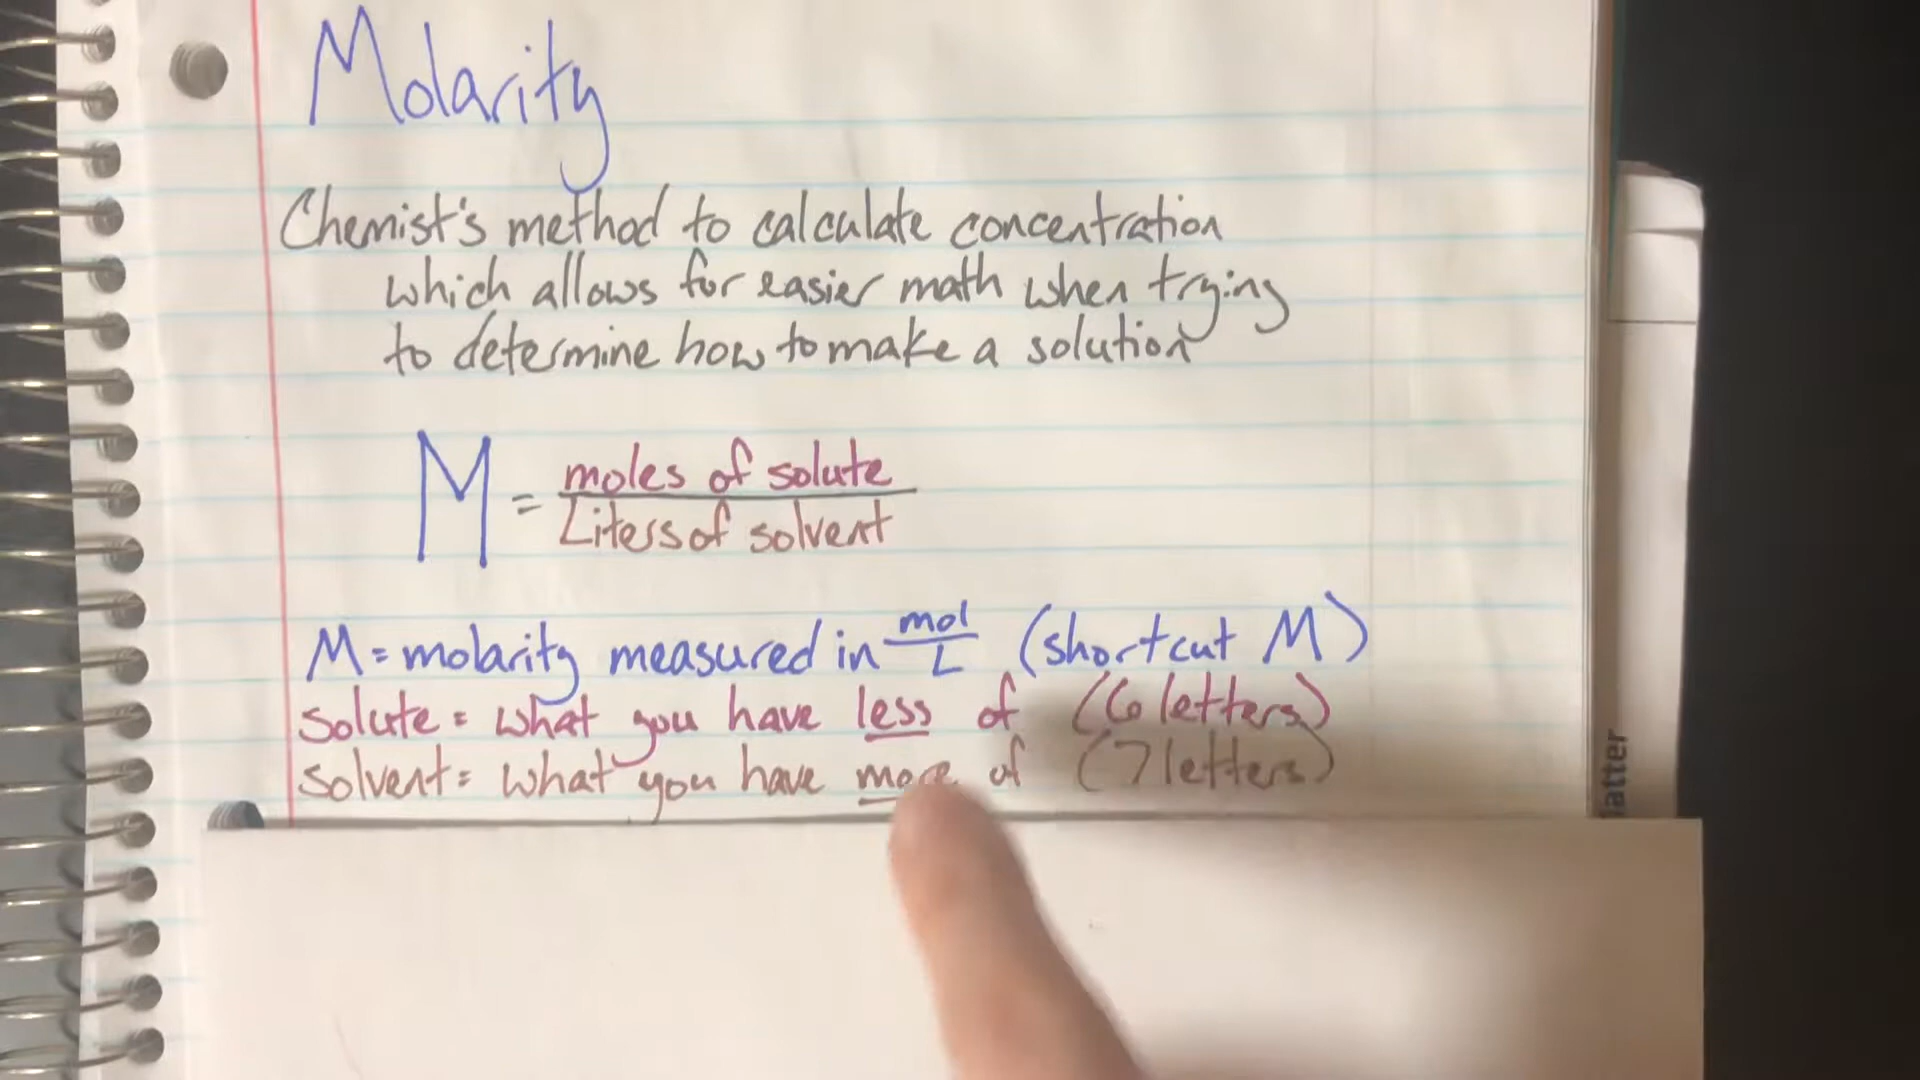 Molarity
Chemist's method to calculate concentration
which allows for easier math when trying
to determine how to make a solution
M = moles of solute
Liters of solvent
M = molarity measured in mol/L (shortcut M)
solute = what you have less of (6 letters)
solvent = what you have more of (7 letters)
atter